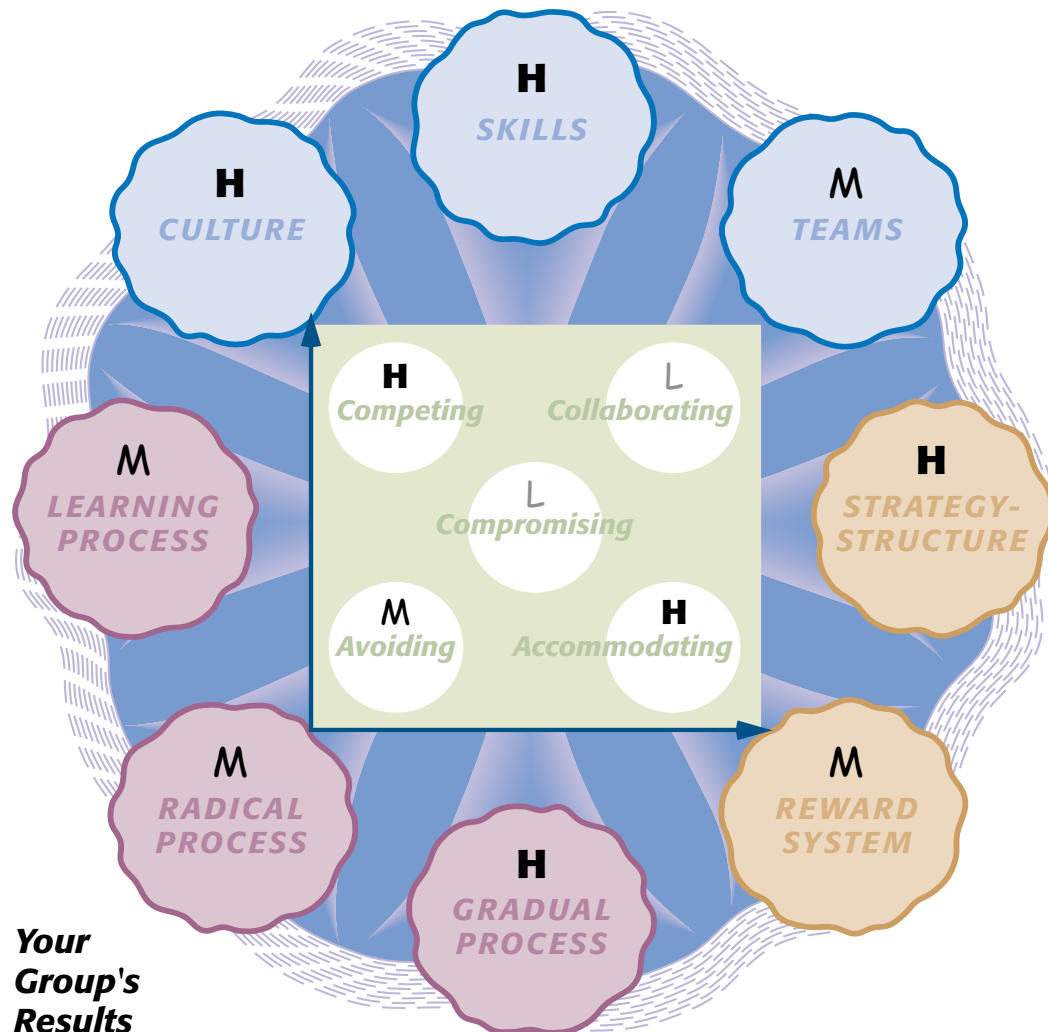 H
SKILLS
H
CULTURE
M
TEAMS
H
Competing
L
Collaborating
M
LEARNING
PROCESS
L
Compromising
H
STRATEGY-
STRUCTURE
M
Avoiding
H
Accommodating
M
RADICAL
PROCESS
M
REWARD
SYSTEM
H
GRADUAL
PROCESS
Your
Group's
Results